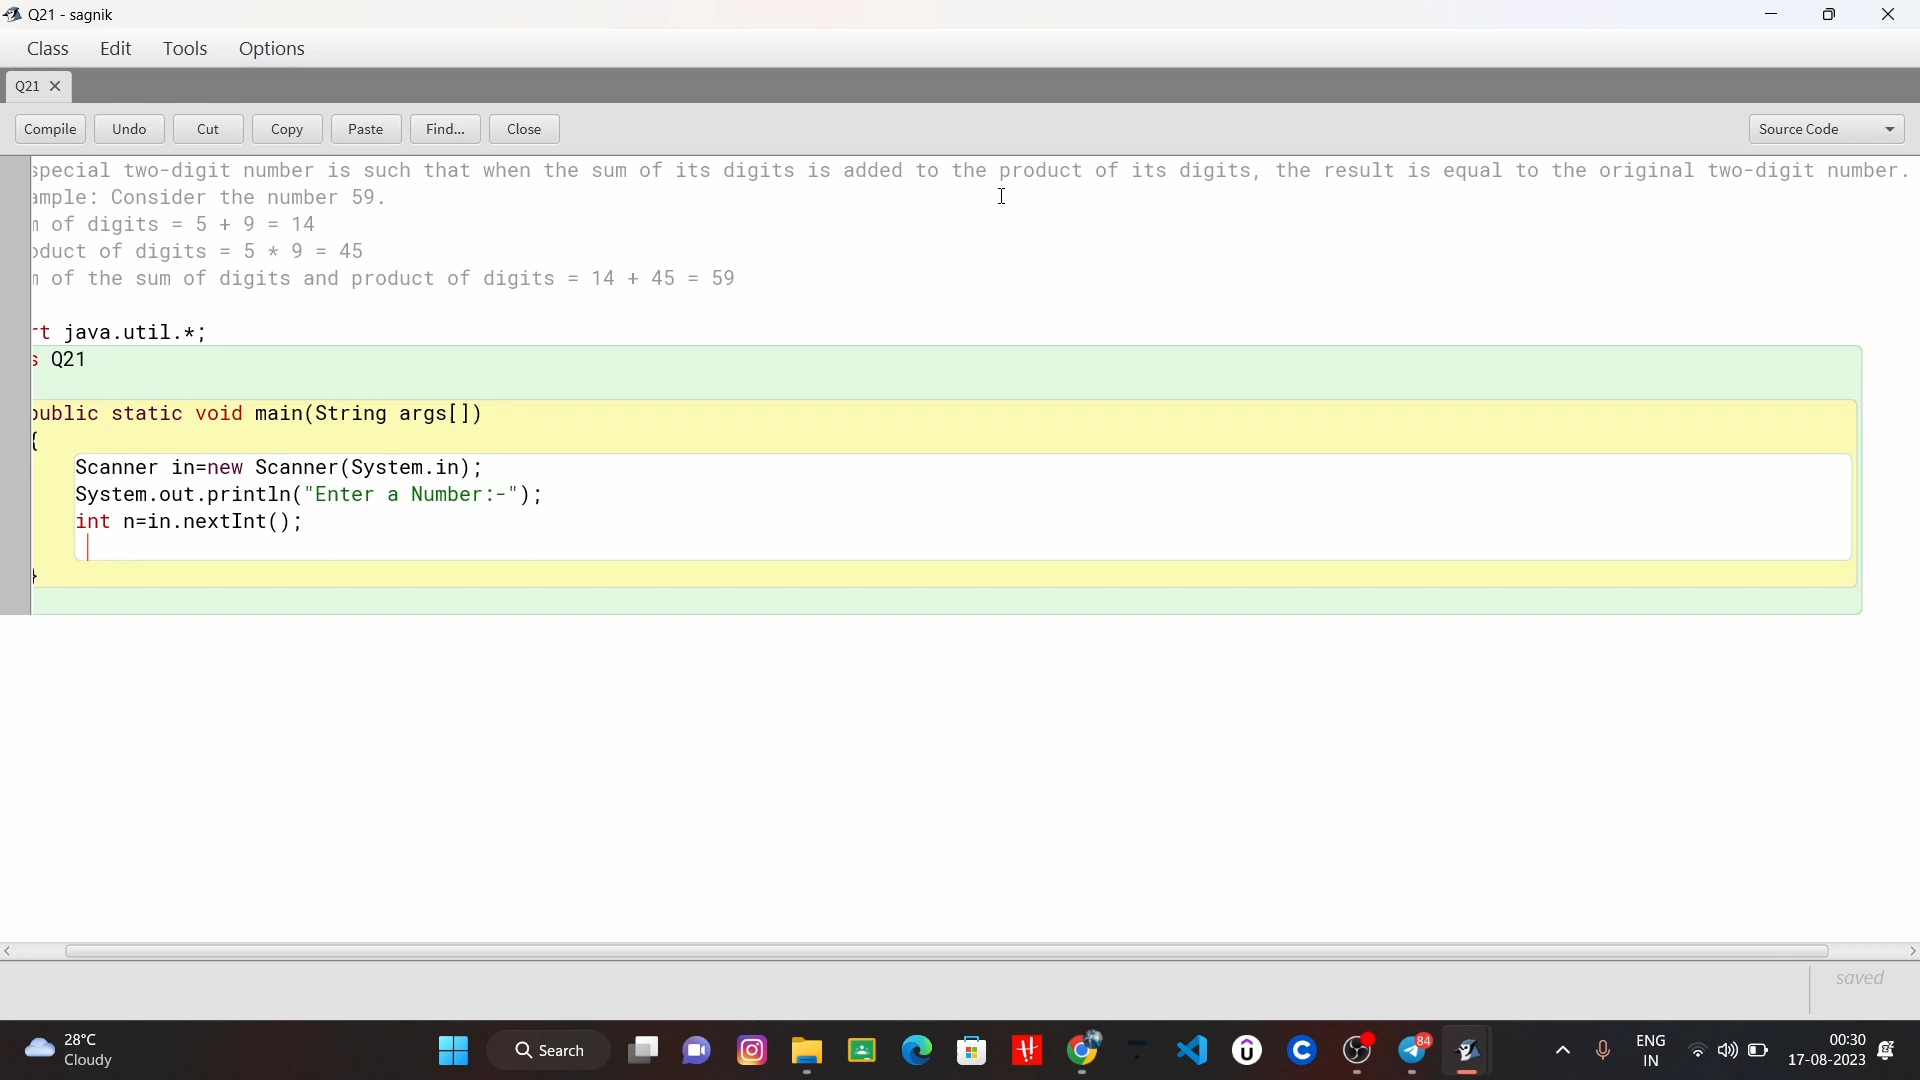 Q21 - sagnik
Class Edit Tools Options
Q21
Compile Undo Cut Copy Paste Find... Close Source Code
special two-digit number is such that when the sum of its digits is added to the product of its digits, the result is equal to the original two-digit number.
ample: Consider the number 59.
m of digits = 5 + 9 = 14
oduct of digits = 5 * 9 = 45
m of the sum of digits and product of digits = 14 + 45 = 59
rt java.util.*;
s Q21
public static void main(String args[])
{
Scanner in=new Scanner(System.in);
System.out.println("Enter a Number:-");
int n=in.nextInt();
}
saved
28°C
Cloudy
Search
84
ENG
IN
00:30
17-08-2023